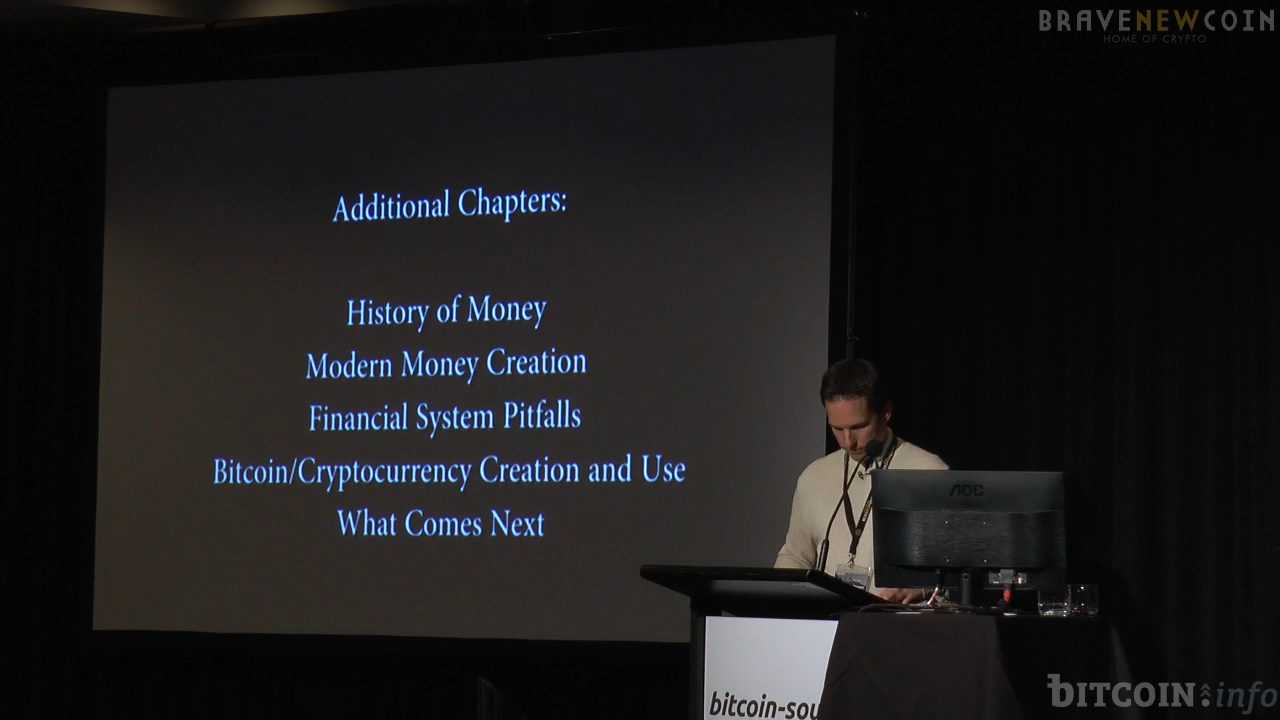 BRAVENEWCOIN
HOME OF CRYPTO
Additional Chapters:
History of Money
Modern Money Creation
Financial System Pitfalls
Bitcoin/Cryptocurrency Creation and Use
What Comes Next
AOC
bitcoin-sou
BITCOIN:info